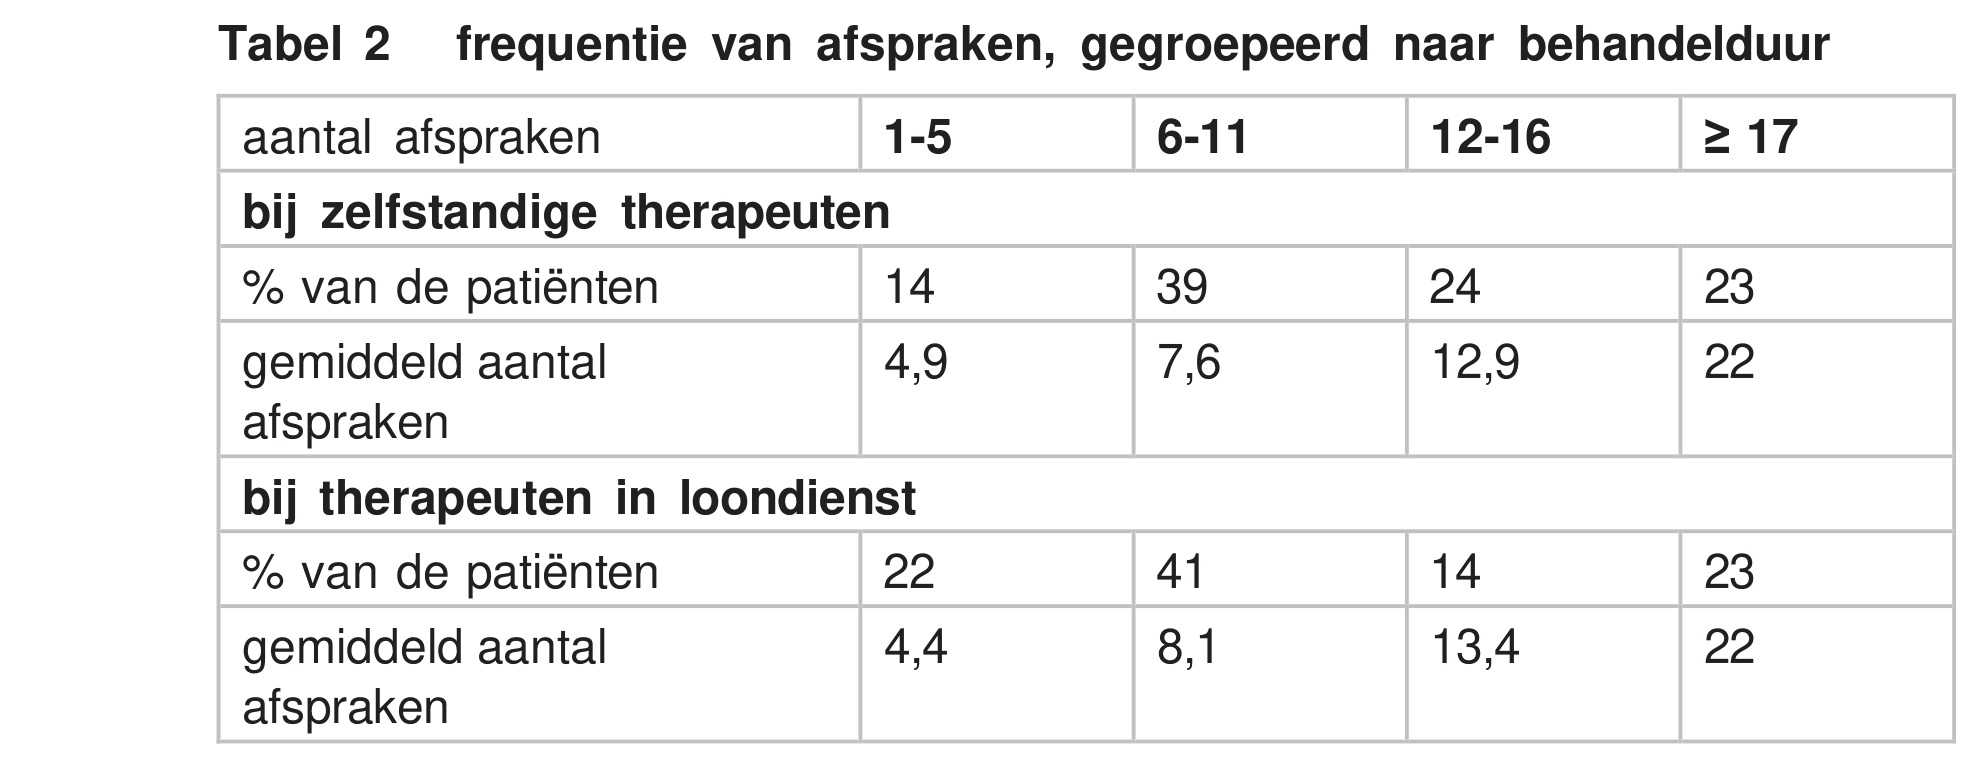 Tabel 2 frequentie van afspraken, gegroepeerd naar behandelduur
aantal afspraken 1-5 6-11 12-16 ≥ 17
bij zelfstandige therapeuten
% van de patiënten 14 39 24 23
gemiddeld aantal 4,9 7,6 12,9 22
afspraken
bij therapeuten in loondienst
% van de patiënten 22 41 14 23
gemiddeld aantal 4,4 8,1 13,4 22
afspraken